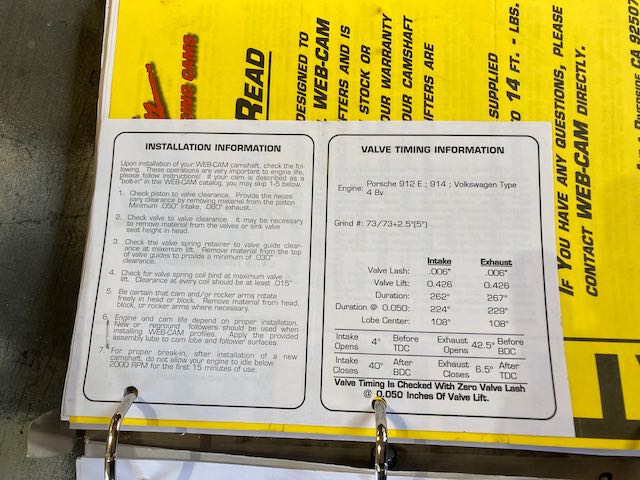 READ
DESIGNED TO
WEB-CAM
FTERS AND IS
STOCK OR
UR WARRANTY
OUR CAMSHAFT
IFTERS ARE
SUPPLIED
O 14 FT. - LBS.
IF YOU HAVE ANY QUESTIONS, PLEASE
CONTACT WEB-CAM DIRECTLY.
CA 92507
ING CAMS
INSTALLATION INFORMATION
Upon installation of your WEB-CAM camshaft, check the fol-
lowing. These operations are very important to engine life,
please follow instructions! If your cam is described as a
"bolt-in" in the WEB-CAM catalog, you may skip 1-5 below.
1. Check piston to valve clearance. Provide the neces
sary clearance by removing material from the piston
Minimum .050" intake, .080" exhaust.
2. Check valve to valve clearance. It may be necessary
to remove material from the valves or sink valve
seat height in head.
3. Check the valve spring retainer to valve guide clear-
ance at maximum lift. Remove material from the top
of valve guides to provide a minimum of .030"
clearance.
4. Check for valve spring coil bind at maximum valve
lift. Clearance at every coil should be at least .015"
5. Be certain that cam and/or rocker arms rotate
freely in head or block. Remove material from head,
block, or rocker arms where necessary.
6. Engine and cam life depend on proper installation.
New or reground followers should be used when
installing WEB-CAM profiles. Apply the provided
assembly lube to cam lobe and follower surfaces.
7. For proper break-in, after installation of a new
camshaft, do not allow your engine to idle below
2000 RPM for the first 15 minutes of use.
VALVE TIMING INFORMATION
Engine: Porsche 912 E ; 914 ; Volkswagen Type
4 8v
Grind #: 73/73+2.5°(5°)
Intake Exhaust
Valve Lash: .006" .006"
Valve Lift: 0.426 0.426
Duration: 262° 267°
Duration @ 0.050: 224° 229°
Lobe Center: 108° 108°
Intake Opens 4° Before TDC Exhaust Opens 42.5° Before BDC
Intake Closes 40° After BDC Exhaust Closes 6.5° After TDC
Valve Timing Is Checked With Zero Valve Lash
@ 0.050 Inches Of Valve Lift.